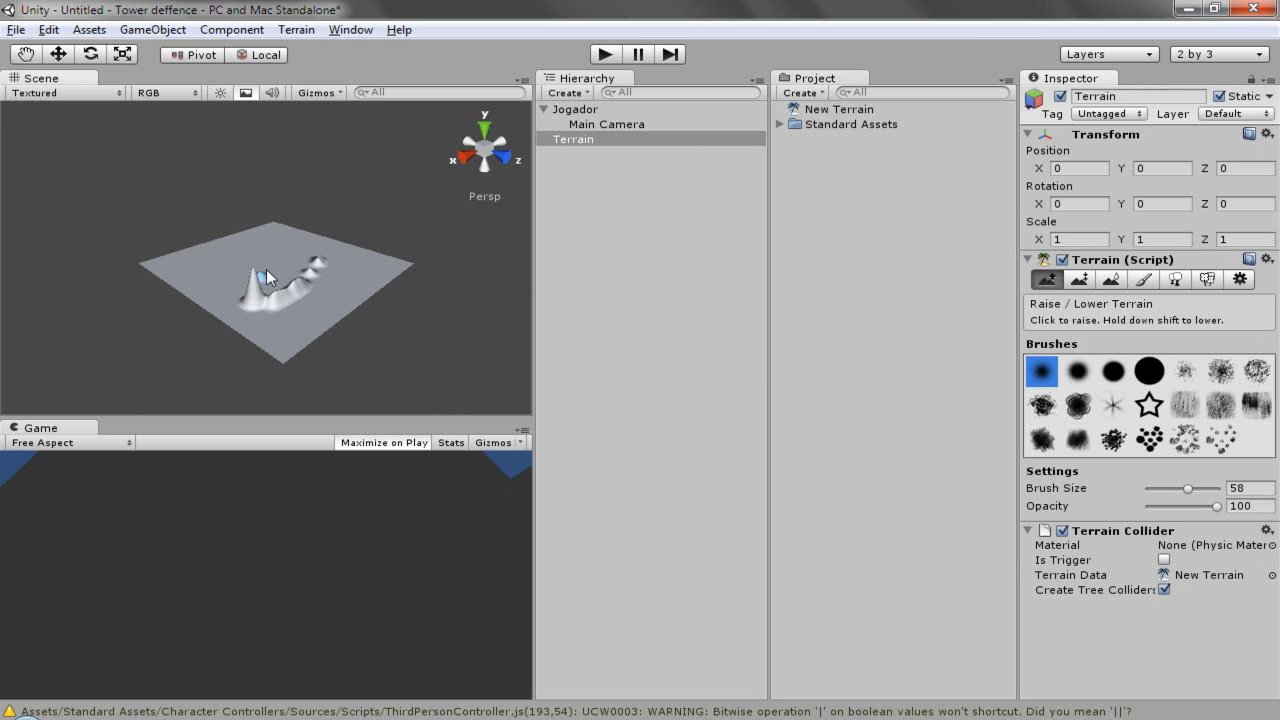 Unity - Untitled - Tower deffence - PC and Mac Standalone*
File Edit Assets GameObject Component Terrain Window Help
Pivot Local Layers 2 by 3
Scene
Textured RGB Gizmos All
y
x z
Persp
Game
Free Aspect Maximize on Play Stats Gizmos
Hierarchy
Create All
Jogador
Main Camera
Terrain
Project
Create All
New Terrain
Standard Assets
Inspector
Terrain Static
Tag Untagged Layer Default
Transform
Position
X 0 Y 0 Z 0
Rotation
X 0 Y 0 Z 0
Scale
X 1 Y 1 Z 1
Terrain (Script)
Raise / Lower Terrain
Click to raise. Hold down shift to lower.
Brushes
Settings
Brush Size 58
Opacity 100
Terrain Collider
Material None (Physic Mater
Is Trigger
Terrain Data New Terrain
Create Tree Colliders
Assets/Standard Assets/Character Controllers/Sources/Scripts/ThirdPersonController.js(193,54): UCW0003: WARNING: Bitwise operation '|' on boolean values won't shortcut. Did you mean '||'?